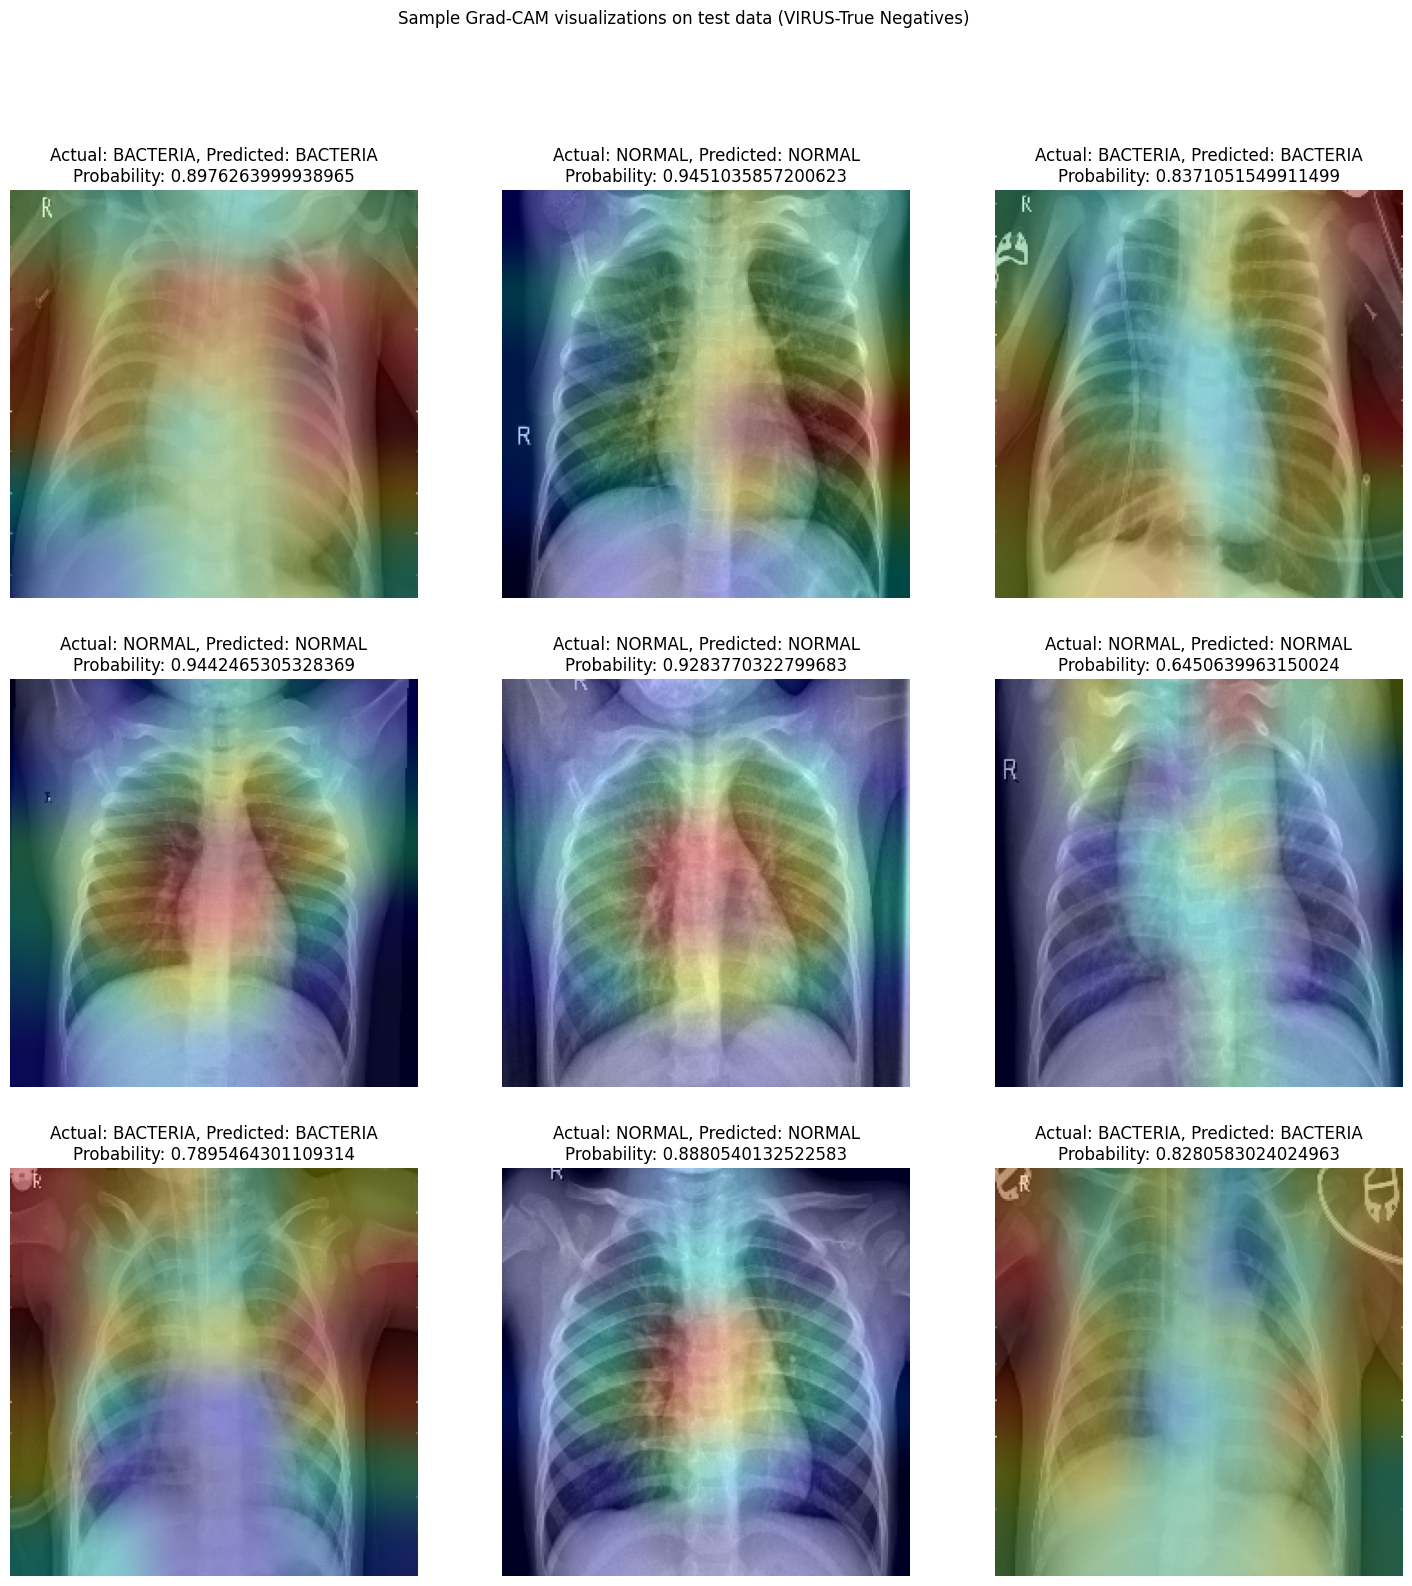 Sample Grad-CAM visualizations on test data (VIRUS-True Negatives)
Actual: BACTERIA, Predicted: BACTERIA
Probability: 0.8976263999938965
Actual: NORMAL, Predicted: NORMAL
Probability: 0.9451035857200623
Actual: BACTERIA, Predicted: BACTERIA
Probability: 0.8371051549911499
R
R
R
Actual: NORMAL, Predicted: NORMAL
Probability: 0.9442465305328369
Actual: NORMAL, Predicted: NORMAL
Probability: 0.9283770322799683
Actual: NORMAL, Predicted: NORMAL
Probability: 0.6450639963150024
R
R
Actual: BACTERIA, Predicted: BACTERIA
Probability: 0.7895464301109314
Actual: NORMAL, Predicted: NORMAL
Probability: 0.8880540132522583
Actual: BACTERIA, Predicted: BACTERIA
Probability: 0.8280583024024963
R
R
R